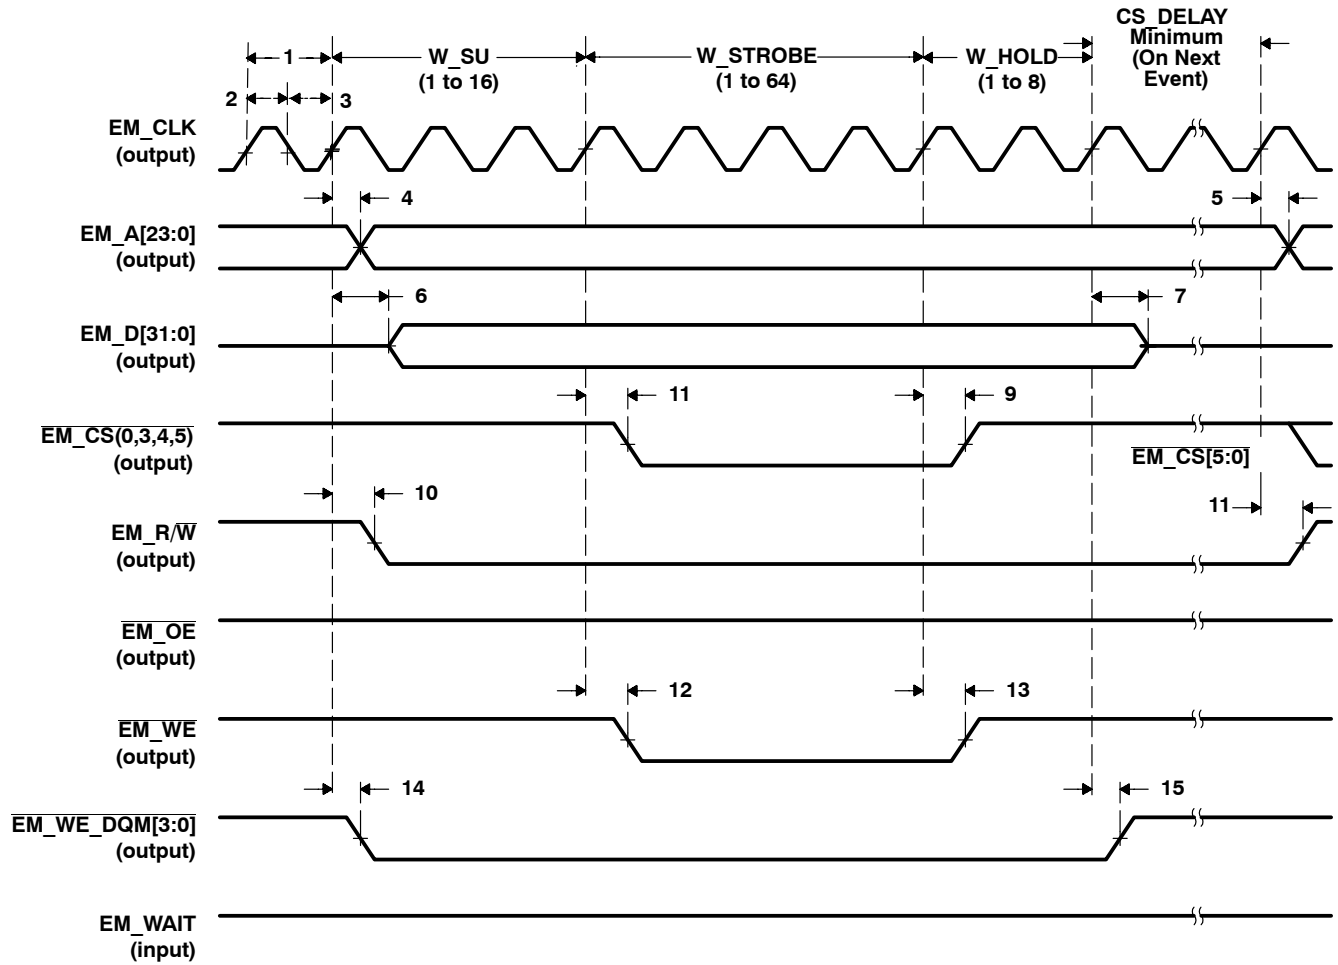 CS_DELAY
Minimum
(On Next
Event)
1
W_SU
(1 to 16)
W_STROBE
(1 to 64)
W_HOLD
(1 to 8)
2
3
EM_CLK
(output)
4
5
EM_A[23:0]
(output)
6
7
EM_D[31:0]
(output)
11
9
EM_CS(0,3,4,5)
(output)
EM_CS[5:0]
10
11
EM_R/W
(output)
EM_OE
(output)
12
13
EM_WE
(output)
14
15
EM_WE_DQM[3:0]
(output)
EM_WAIT
(input)